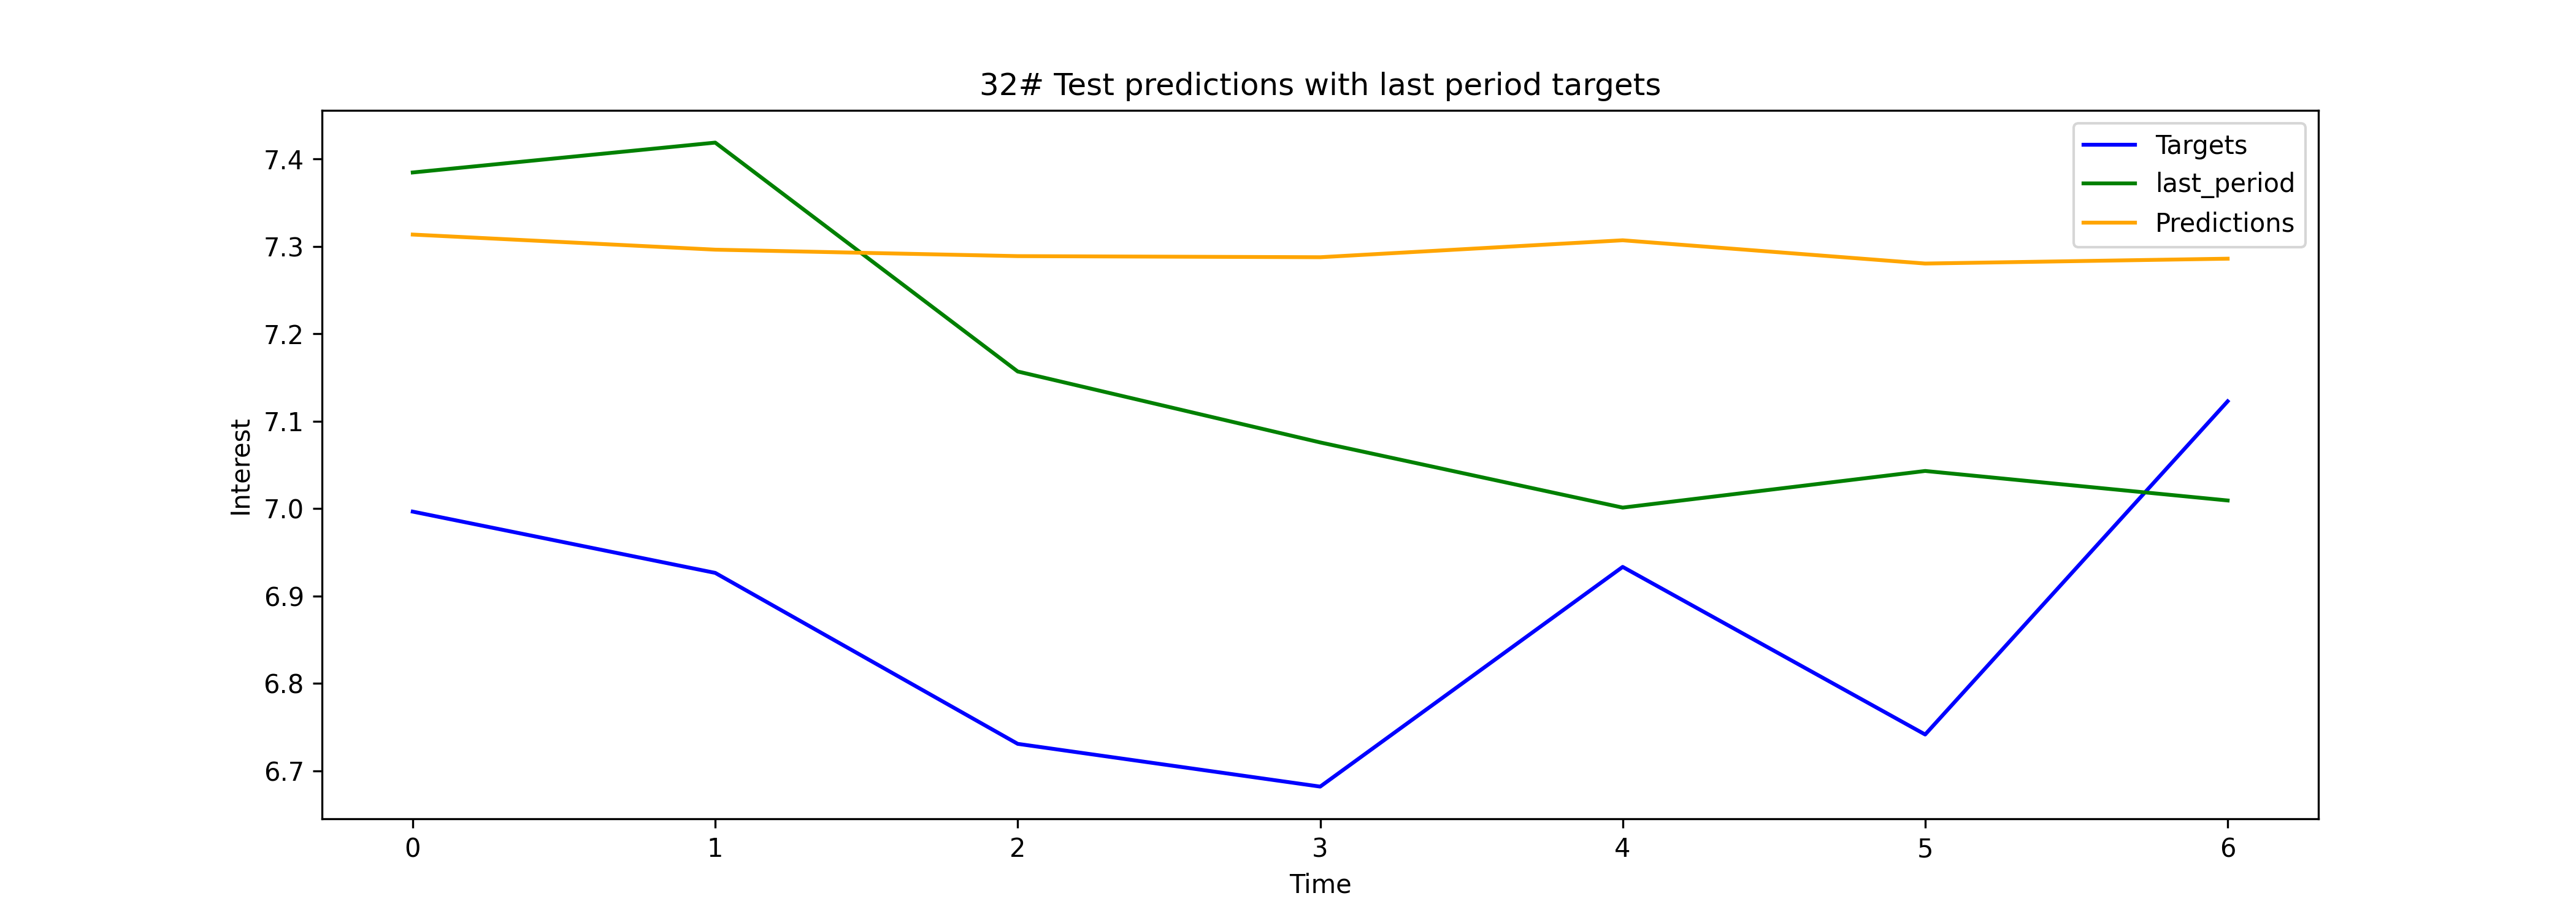 32# Test predictions with last period targets
Targets
last_period
Predictions
7.4
7.3
7.2
7.1
7.0
6.9
6.8
6.7
Interest
0 1 2 3 4 5 6
Time